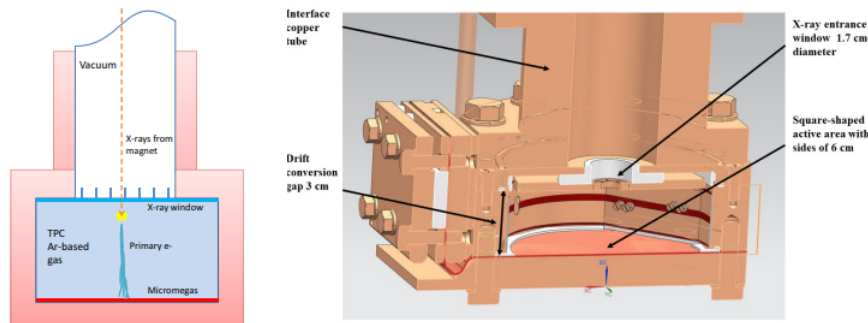 Vacuum
X-rays from
magnet
X-ray window
TPC
Ar-based
gas
Primary e-
Micromegas
Interface
copper
tube
Drift
conversion
gap 3 cm
X-ray entrance
window 1.7 cm
diameter
Square-shaped
active area with
sides of 6 cm